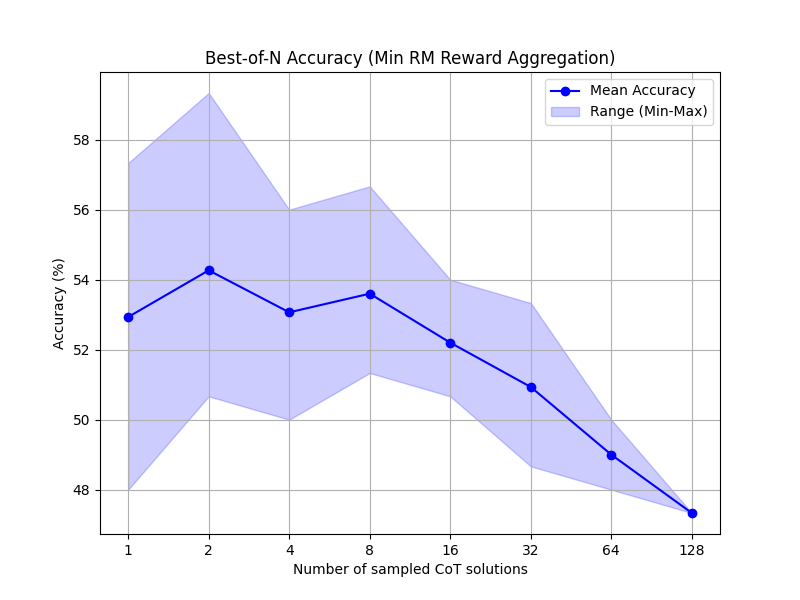 Best-of-N Accuracy (Min RM Reward Aggregation)
Mean Accuracy
Range (Min-Max)
Accuracy (%)
58
56
54
52
50
48
1 2 4 8 16 32 64 128
Number of sampled CoT solutions